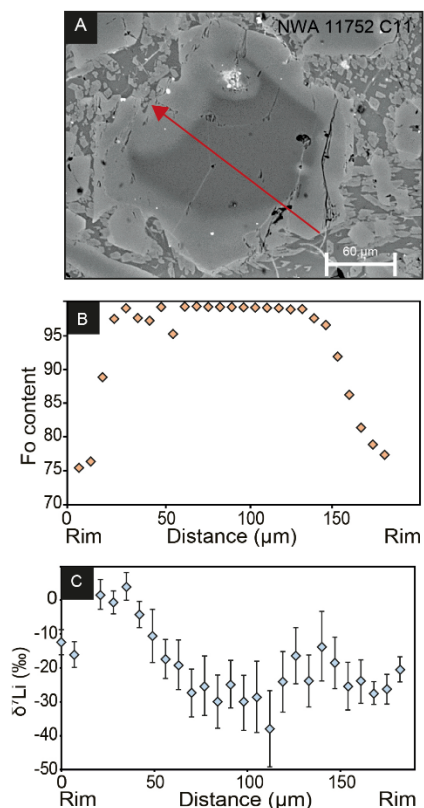 A
NWA 11752 C11
60 µm
B
Fo content
95
90
85
80
75
70
0
50
100
150
Rim
Distance (µm)
Rim
C
δ⁷Li (‰)
0
-10
-20
-30
-40
-50
0
50
100
150
Rim
Distance (µm)
Rim